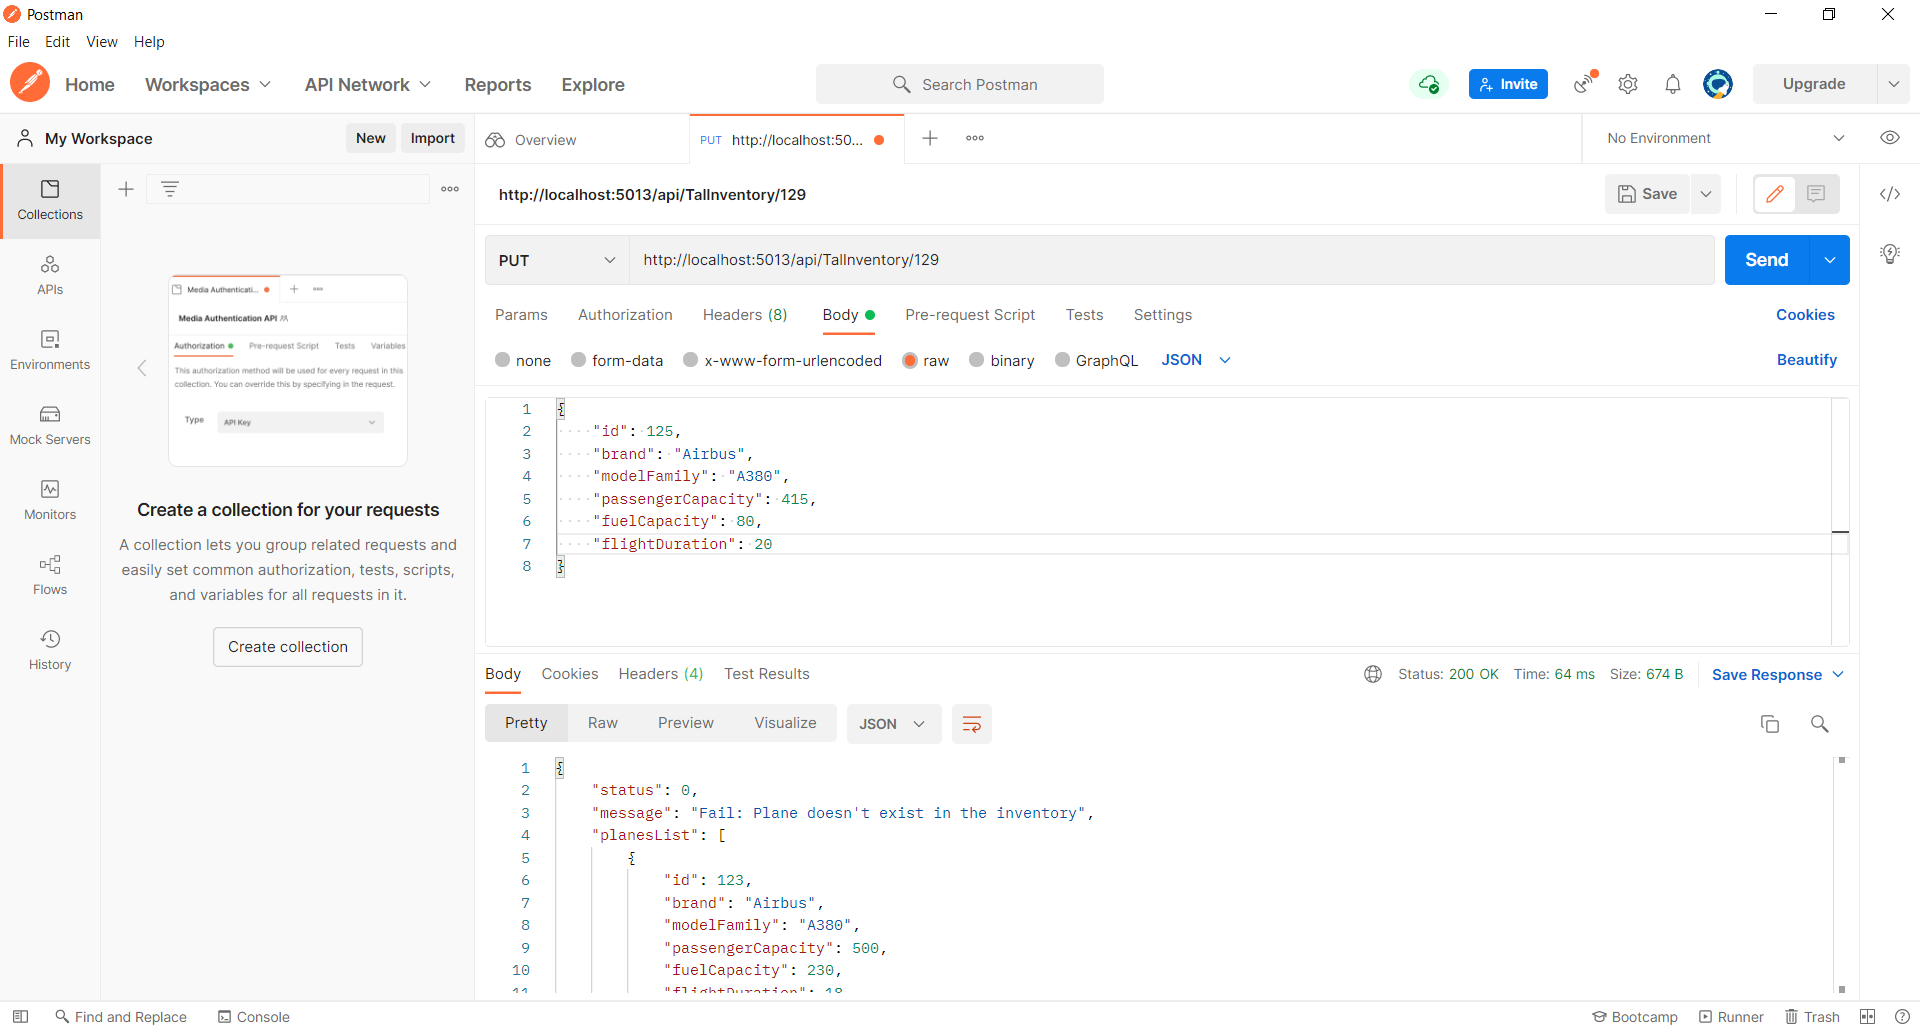 Postman
File Edit View Help
Home Workspaces API Network Reports Explore Search Postman Invite Upgrade
My Workspace New Import Overview PUT http://localhost:50... No Environment
Collections
APIs
Environments
Mock Servers
Monitors
Flows
History
Media Authenticati...
Media Authentication API
Authorization Pre-request Script Tests Variables
This authorization method will be used for every request in this
collection. You can override this by specifying in the request.
Type API Key
Create a collection for your requests
A collection lets you group related requests and
easily set common authorization, tests, scripts,
and variables for all requests in it.
Create collection
http://localhost:5013/api/TalInventory/129 Save
PUT http://localhost:5013/api/TalInventory/129 Send
Params Authorization Headers (8) Body Pre-request Script Tests Settings Cookies
none form-data x-www-form-urlencoded raw binary GraphQL JSON Beautify
1 {
2 "id": 125,
3 "brand": "Airbus",
4 "modelFamily": "A380",
5 "passengerCapacity": 415,
6 "fuelCapacity": 80,
7 "flightDuration": 20
8 }
Body Cookies Headers (4) Test Results Status: 200 OK Time: 64 ms Size: 674 B Save Response
Pretty Raw Preview Visualize JSON
1 {
2 "status": 0,
3 "message": "Fail: Plane doesn't exist in the inventory",
4 "planesList": [
5 {
6 "id": 123,
7 "brand": "Airbus",
8 "modelFamily": "A380",
9 "passengerCapacity": 500,
10 "fuelCapacity": 230,
11 "flightDuration": 18
Find and Replace Console Bootcamp Runner Trash